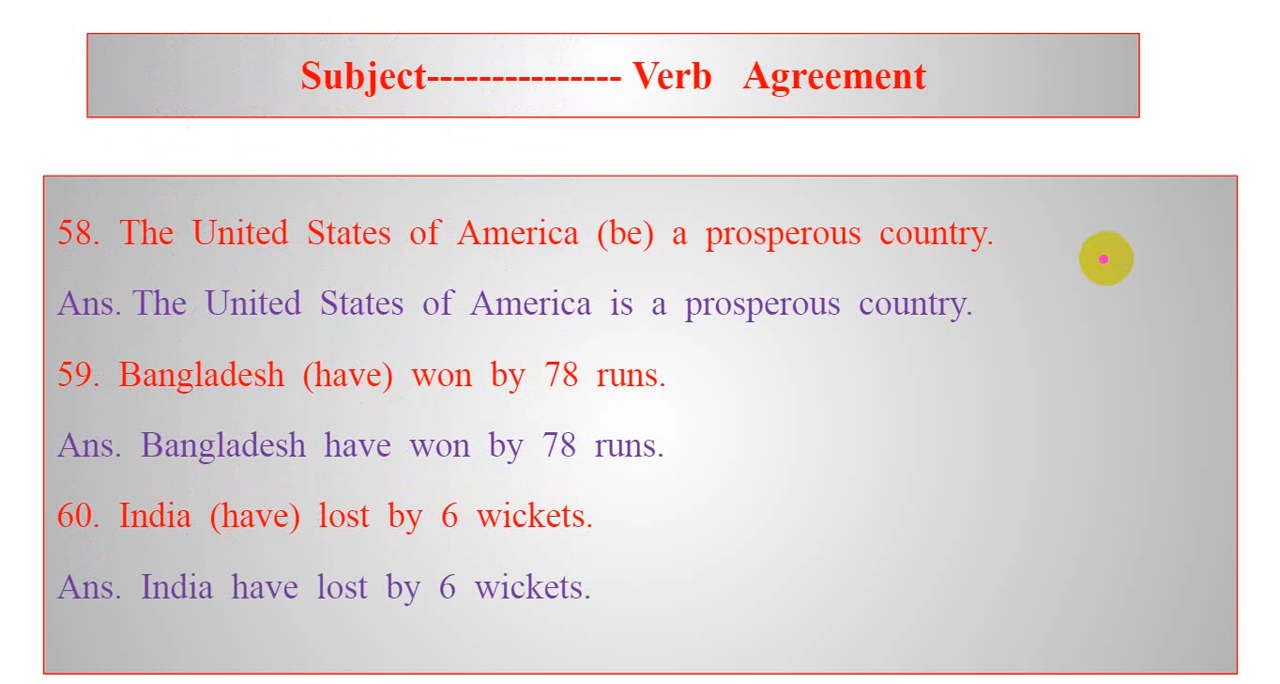 Subject--------------- Verb Agreement
58. The United States of America (be) a prosperous country.
Ans. The United States of America is a prosperous country.
59. Bangladesh (have) won by 78 runs.
Ans. Bangladesh have won by 78 runs.
60. India (have) lost by 6 wickets.
Ans. India have lost by 6 wickets.